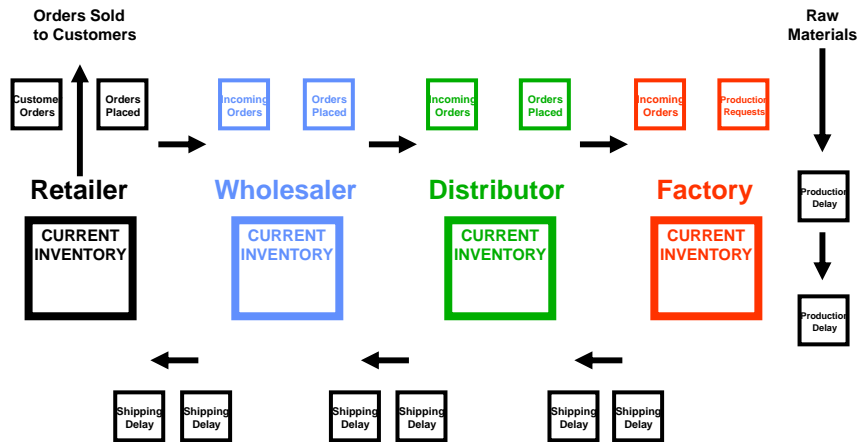 Orders Sold
to Customers
Raw
Materials
Customer
Orders
Orders
Placed
Incoming
Orders
Orders
Placed
Incoming
Orders
Orders
Placed
Incoming
Orders
Production
Requests
Retailer
Wholesaler
Distributor
Factory
Production
Delay
CURRENT
INVENTORY
CURRENT
INVENTORY
CURRENT
INVENTORY
CURRENT
INVENTORY
Production
Delay
Shipping
Delay
Shipping
Delay
Shipping
Delay
Shipping
Delay
Shipping
Delay
Shipping
Delay